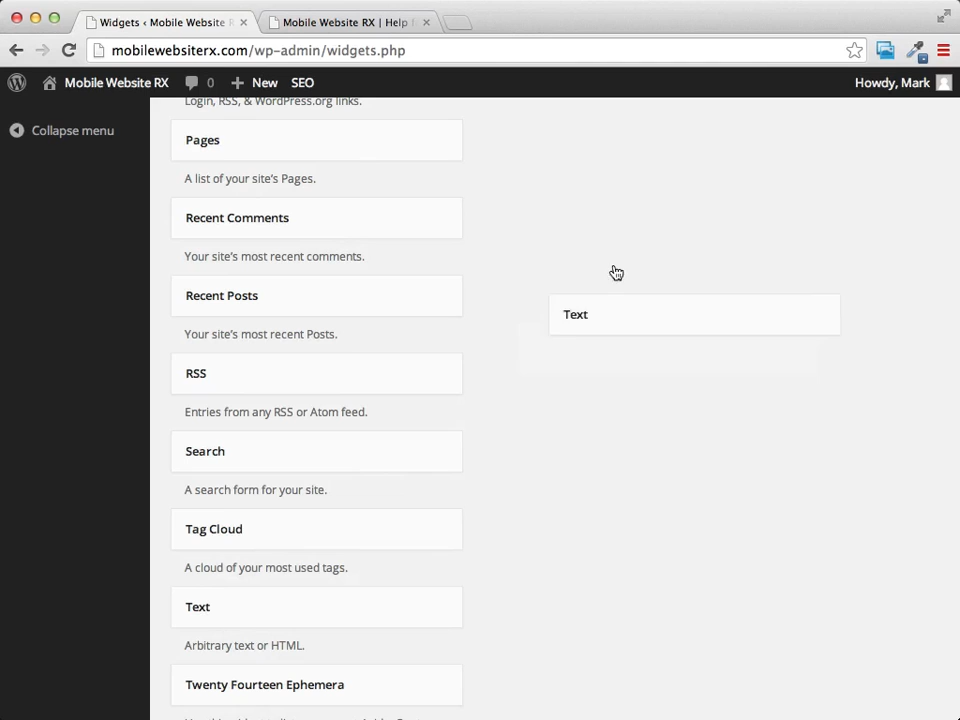 Widgets ‹ Mobile Website R
Mobile Website RX | Help f
mobilewebsiterx.com/wp-admin/widgets.php
Mobile Website RX
0
New
SEO
Howdy, Mark
Login, RSS, & WordPress.org links.
Collapse menu
Pages
A list of your site's Pages.
Recent Comments
Your site's most recent comments.
Recent Posts
Your site's most recent Posts.
Text
RSS
Entries from any RSS or Atom feed.
Search
A search form for your site.
Tag Cloud
A cloud of your most used tags.
Text
Arbitrary text or HTML.
Twenty Fourteen Ephemera